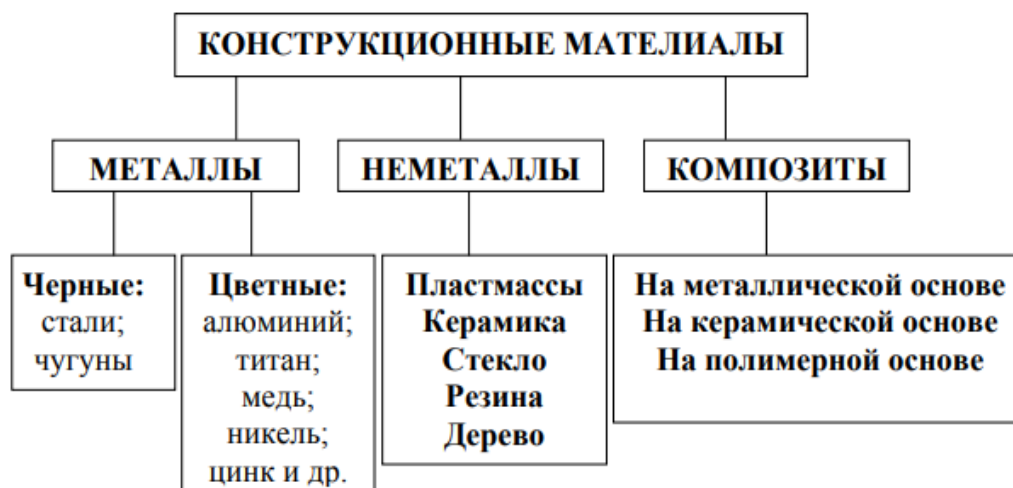 КОНСТРУКЦИОННЫЕ МАТЕЛИАЛЫ
МЕТАЛЛЫ
НЕМЕТАЛЛЫ
КОМПОЗИТЫ
Черные:
стали;
чугуны
Цветные:
алюминий;
титан;
медь;
никель;
цинк и др.
Пластмассы
Керамика
Стекло
Резина
Дерево
На металлической основе
На керамической основе
На полимерной основе